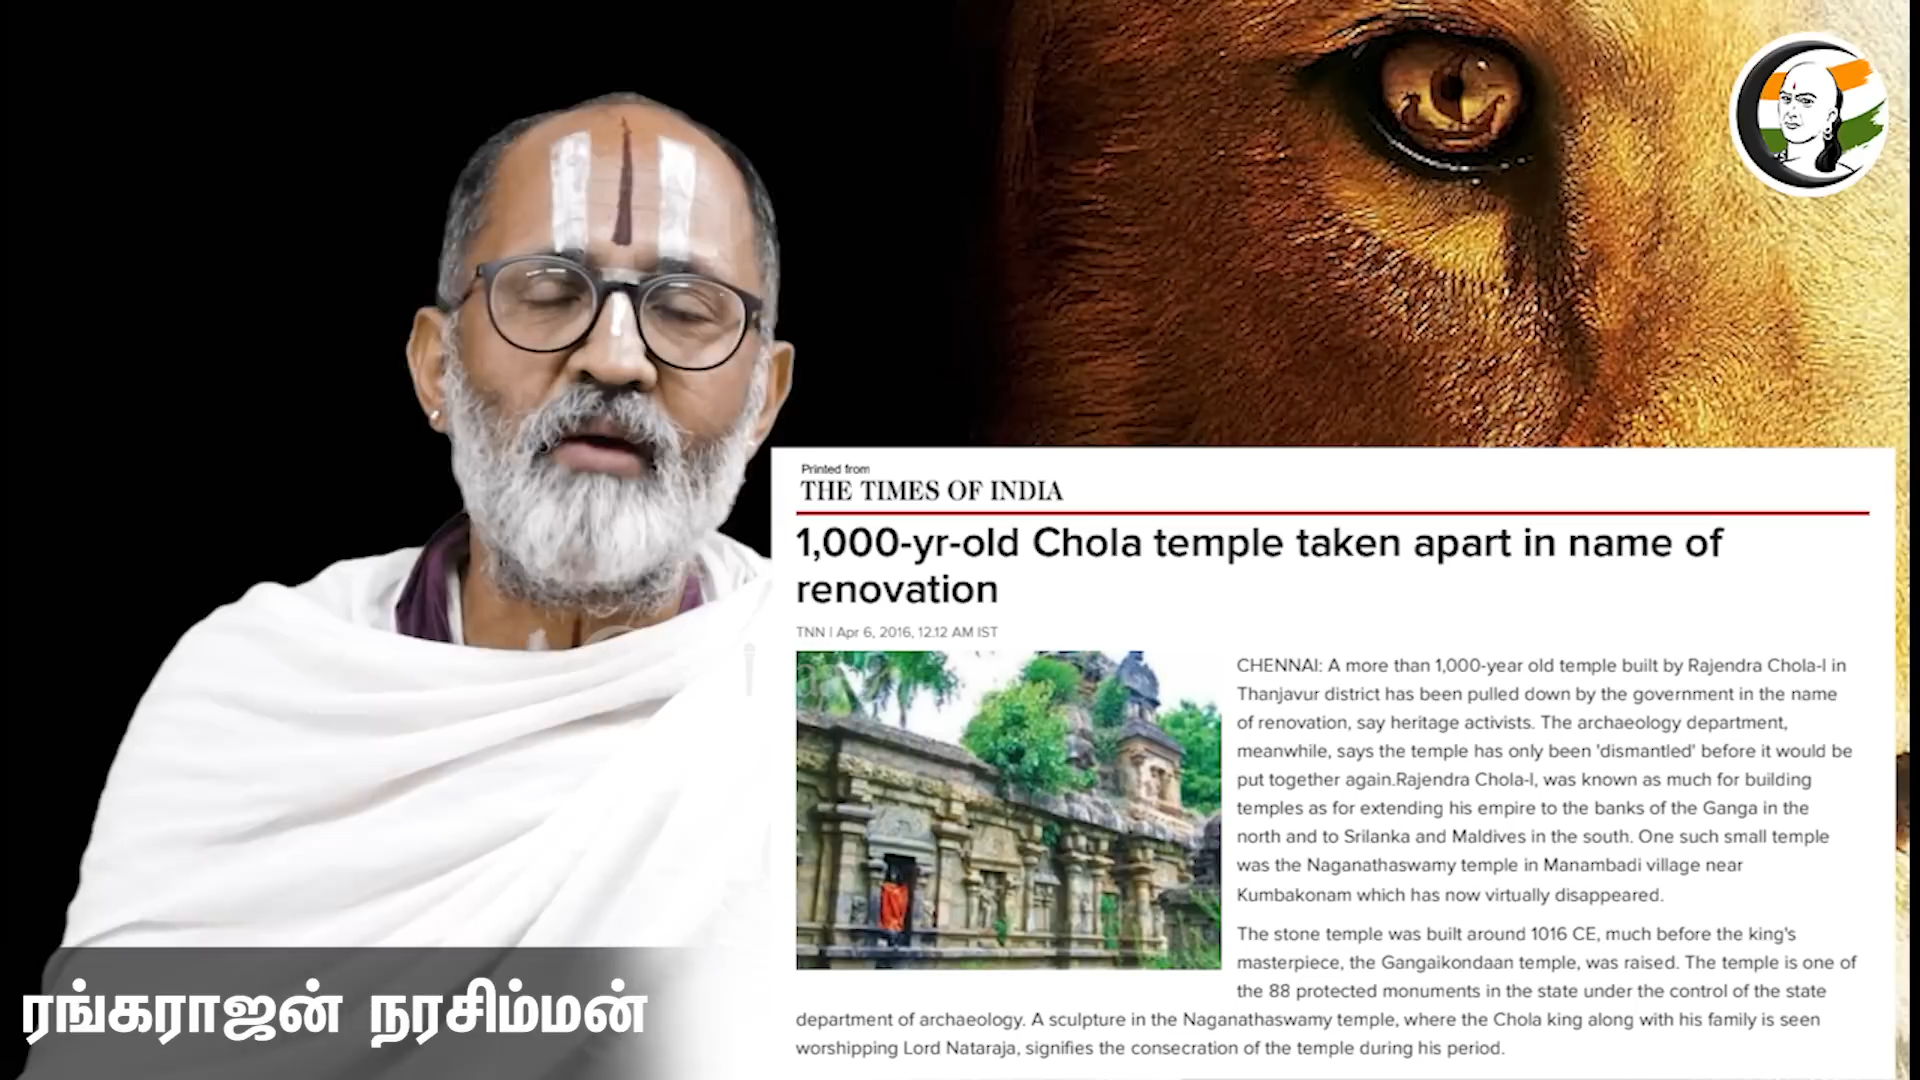 Printed from
THE TIMES OF INDIA
1,000-yr-old Chola temple taken apart in name of
renovation
TNN | Apr 6, 2016, 12.12 AM IST
CHENNAI: A more than 1,000-year old temple built by Rajendra Chola-I in
Thanjavur district has been pulled down by the government in the name
of renovation, say heritage activists. The archaeology department,
meanwhile, says the temple has only been 'dismantled' before it would be
put together again.Rajendra Chola-I, was known as much for building
temples as for extending his empire to the banks of the Ganga in the
north and to Srilanka and Maldives in the south. One such small temple
was the Naganathaswamy temple in Manambadi village near
Kumbakonam which has now virtually disappeared.
The stone temple was built around 1016 CE, much before the king's
masterpiece, the Gangaikondaan temple, was raised. The temple is one of
the 88 protected monuments in the state under the control of the state
department of archaeology. A sculpture in the Naganathaswamy temple, where the Chola king along with his family is seen
worshipping Lord Nataraja, signifies the consecration of the temple during his period.
ரங்கராஜன் நரசிம்மன்